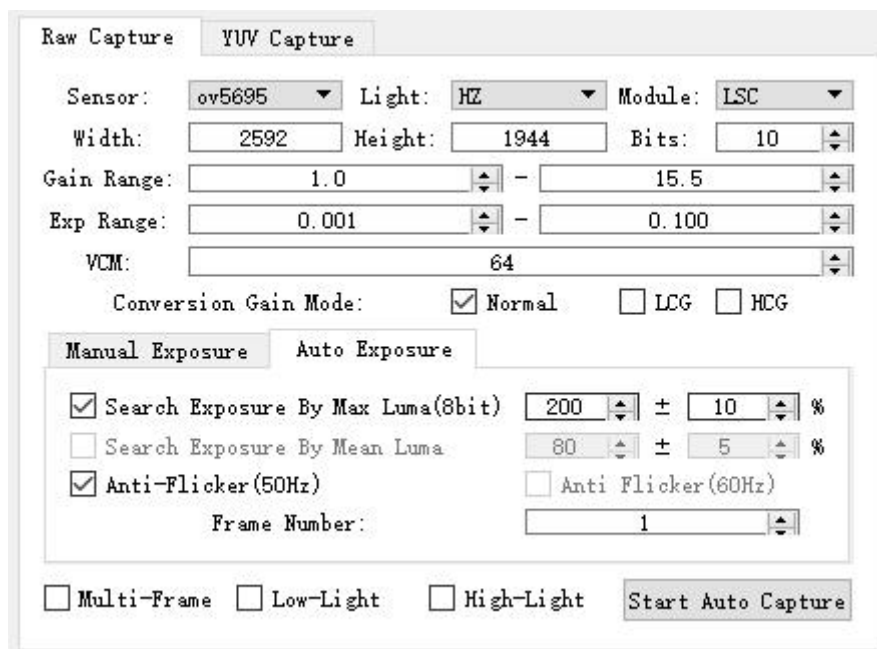 Raw Capture YUV Capture
Sensor: ov5695 Light: HZ Module: LSC
Width: 2592 Height: 1944 Bits: 10
Gain Range: 1.0 - 15.5
Exp Range: 0.001 - 0.100
VCM: 64
Conversion Gain Mode: Normal LCG HCG
Manual Exposure Auto Exposure
Search Exposure By Max Luma(8bit) 200 ± 10 %
Search Exposure By Mean Luma 80 ± 5 %
Anti-Flicker(50Hz) Anti Flicker(60Hz)
Frame Number: 1
Multi-Frame Low-Light High-Light Start Auto Capture